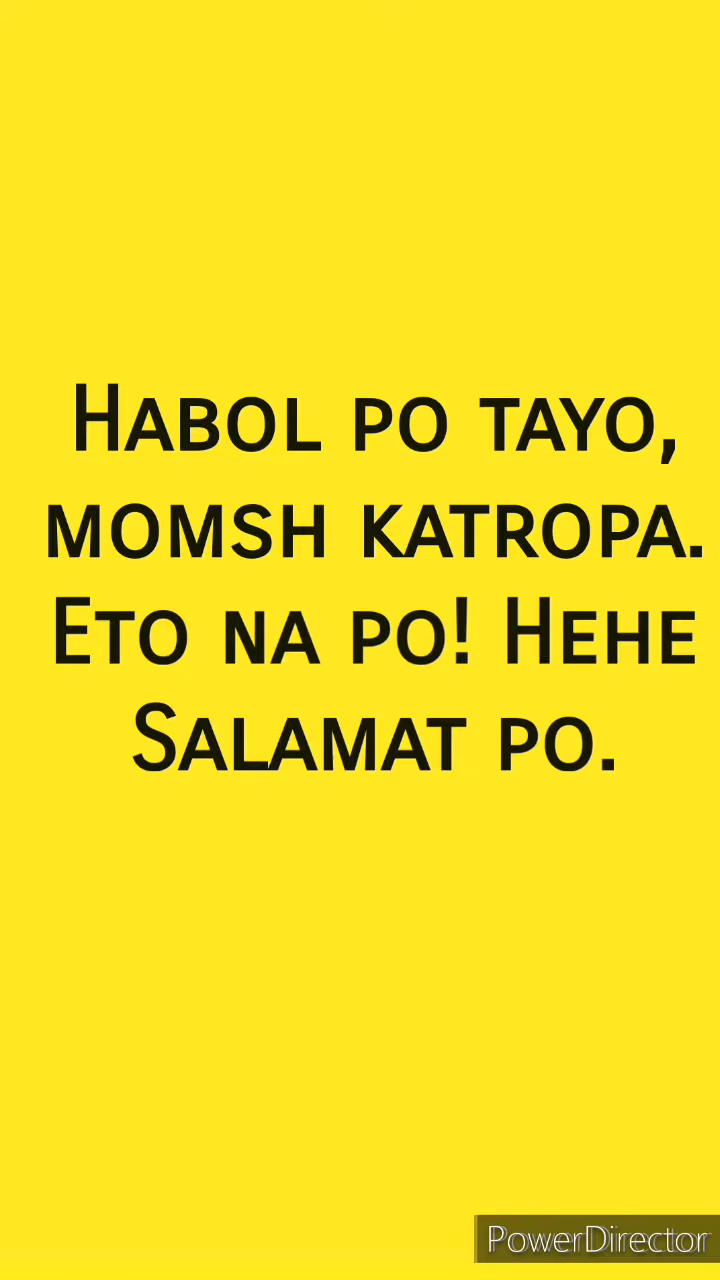 Habol po tayo,
momsh katropa.
Eto na po! Hehe
Salamat po.
PowerDirector